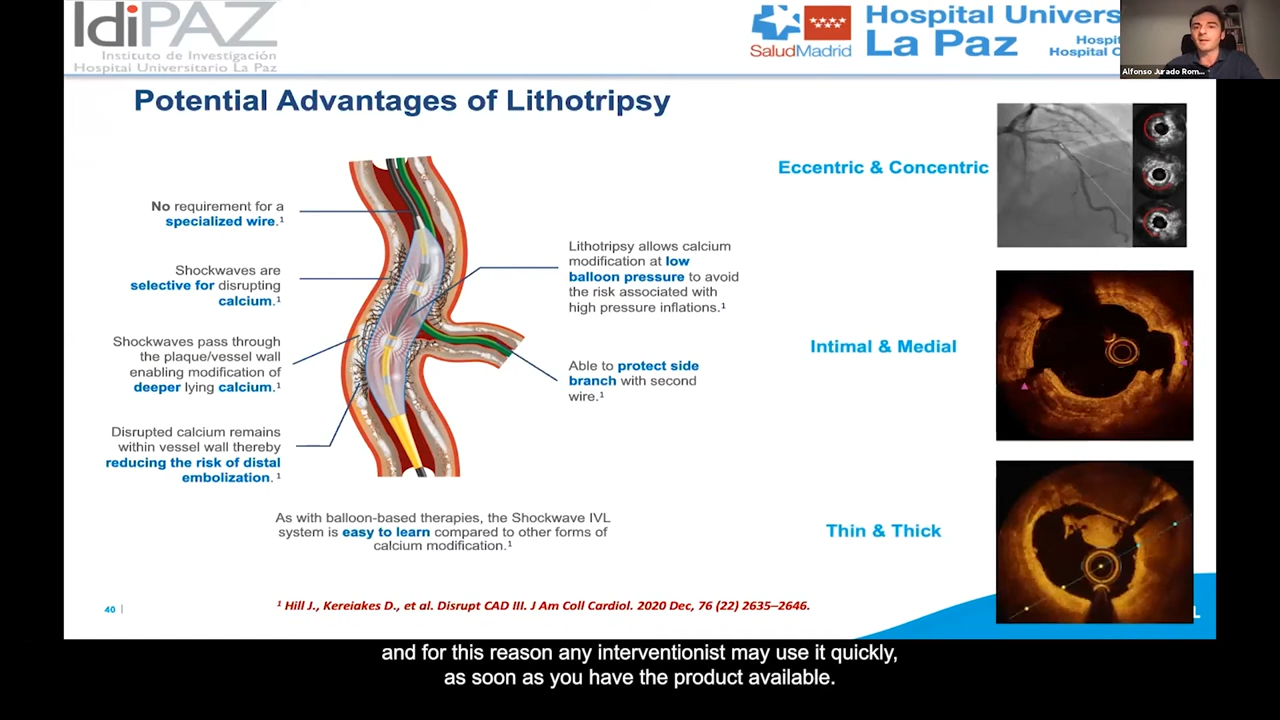 IdiPAZ
Instituto de Investigación
Hospital Universitario La Paz
SaludMadrid
Hospital Univers
La Paz
Hospit
Hospital C
Alfonso Jurado Rom...
Potential Advantages of Lithotripsy
No requirement for a
specialized wire.¹
Shockwaves are
selective for disrupting
calcium.¹
Shockwaves pass through
the plaque/vessel wall
enabling modification of
deeper lying calcium.¹
Disrupted calcium remains
within vessel wall thereby
reducing the risk of distal
embolization. ¹
Lithotripsy allows calcium
modification at low
balloon pressure to avoid
the risk associated with
high pressure inflations.¹
Able to protect side
branch with second
wire.¹
As with balloon-based therapies, the Shockwave IVL
system is easy to learn compared to other forms of
calcium modification.¹
Eccentric & Concentric
Intimal & Medial
Thin & Thick
40 |
¹ Hill J., Kereiakes D., et al. Disrupt CAD III. J Am Coll Cardiol. 2020 Dec, 76 (22) 2635–2646.
L
and for this reason any interventionist may use it quickly,
as soon as you have the product available.